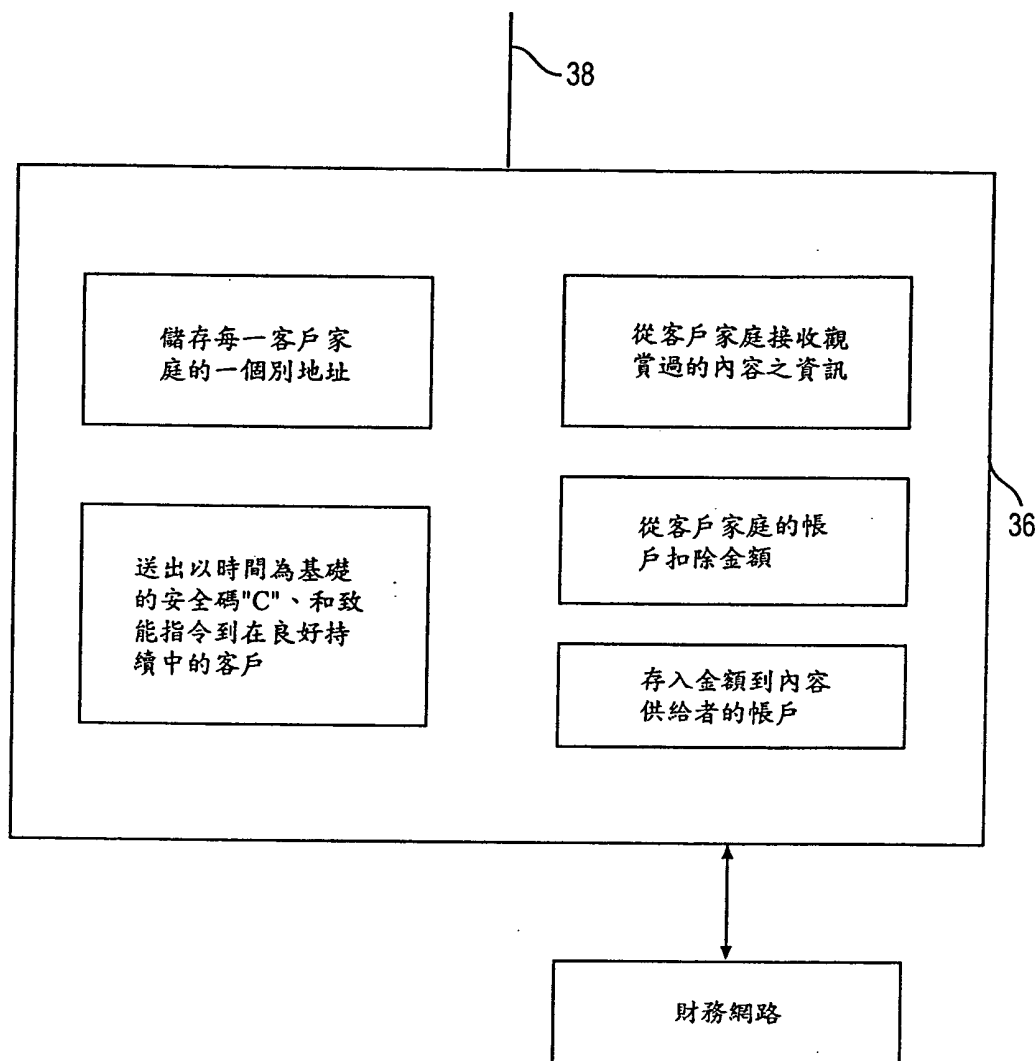 38
儲存每一客戶家
庭的一個別地址
從客戶家庭接收觀
賞過的內容之資訊
36
送出以時間為基礎
的安全碼"C"、和致
能指令到在良好持
續中的客戶
從客戶家庭的帳
戶扣除金額
存入金額到內容
供給者的帳戶
財務網路